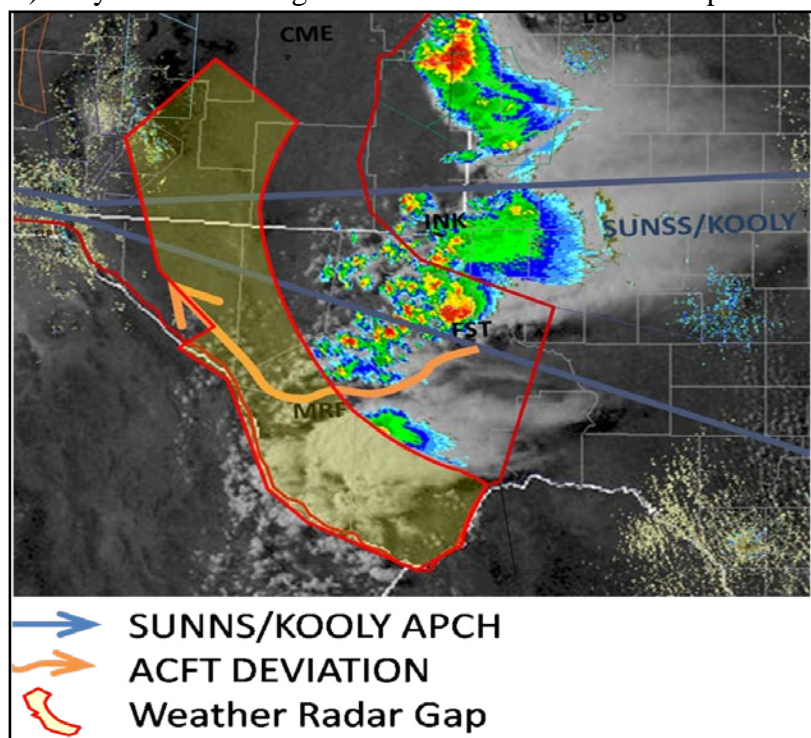 CME
LBB
INK
SUNSS/KOOLY
FST
MRF
SUNNS/KOOLY APCH
ACFT DEVIATION
Weather Radar Gap